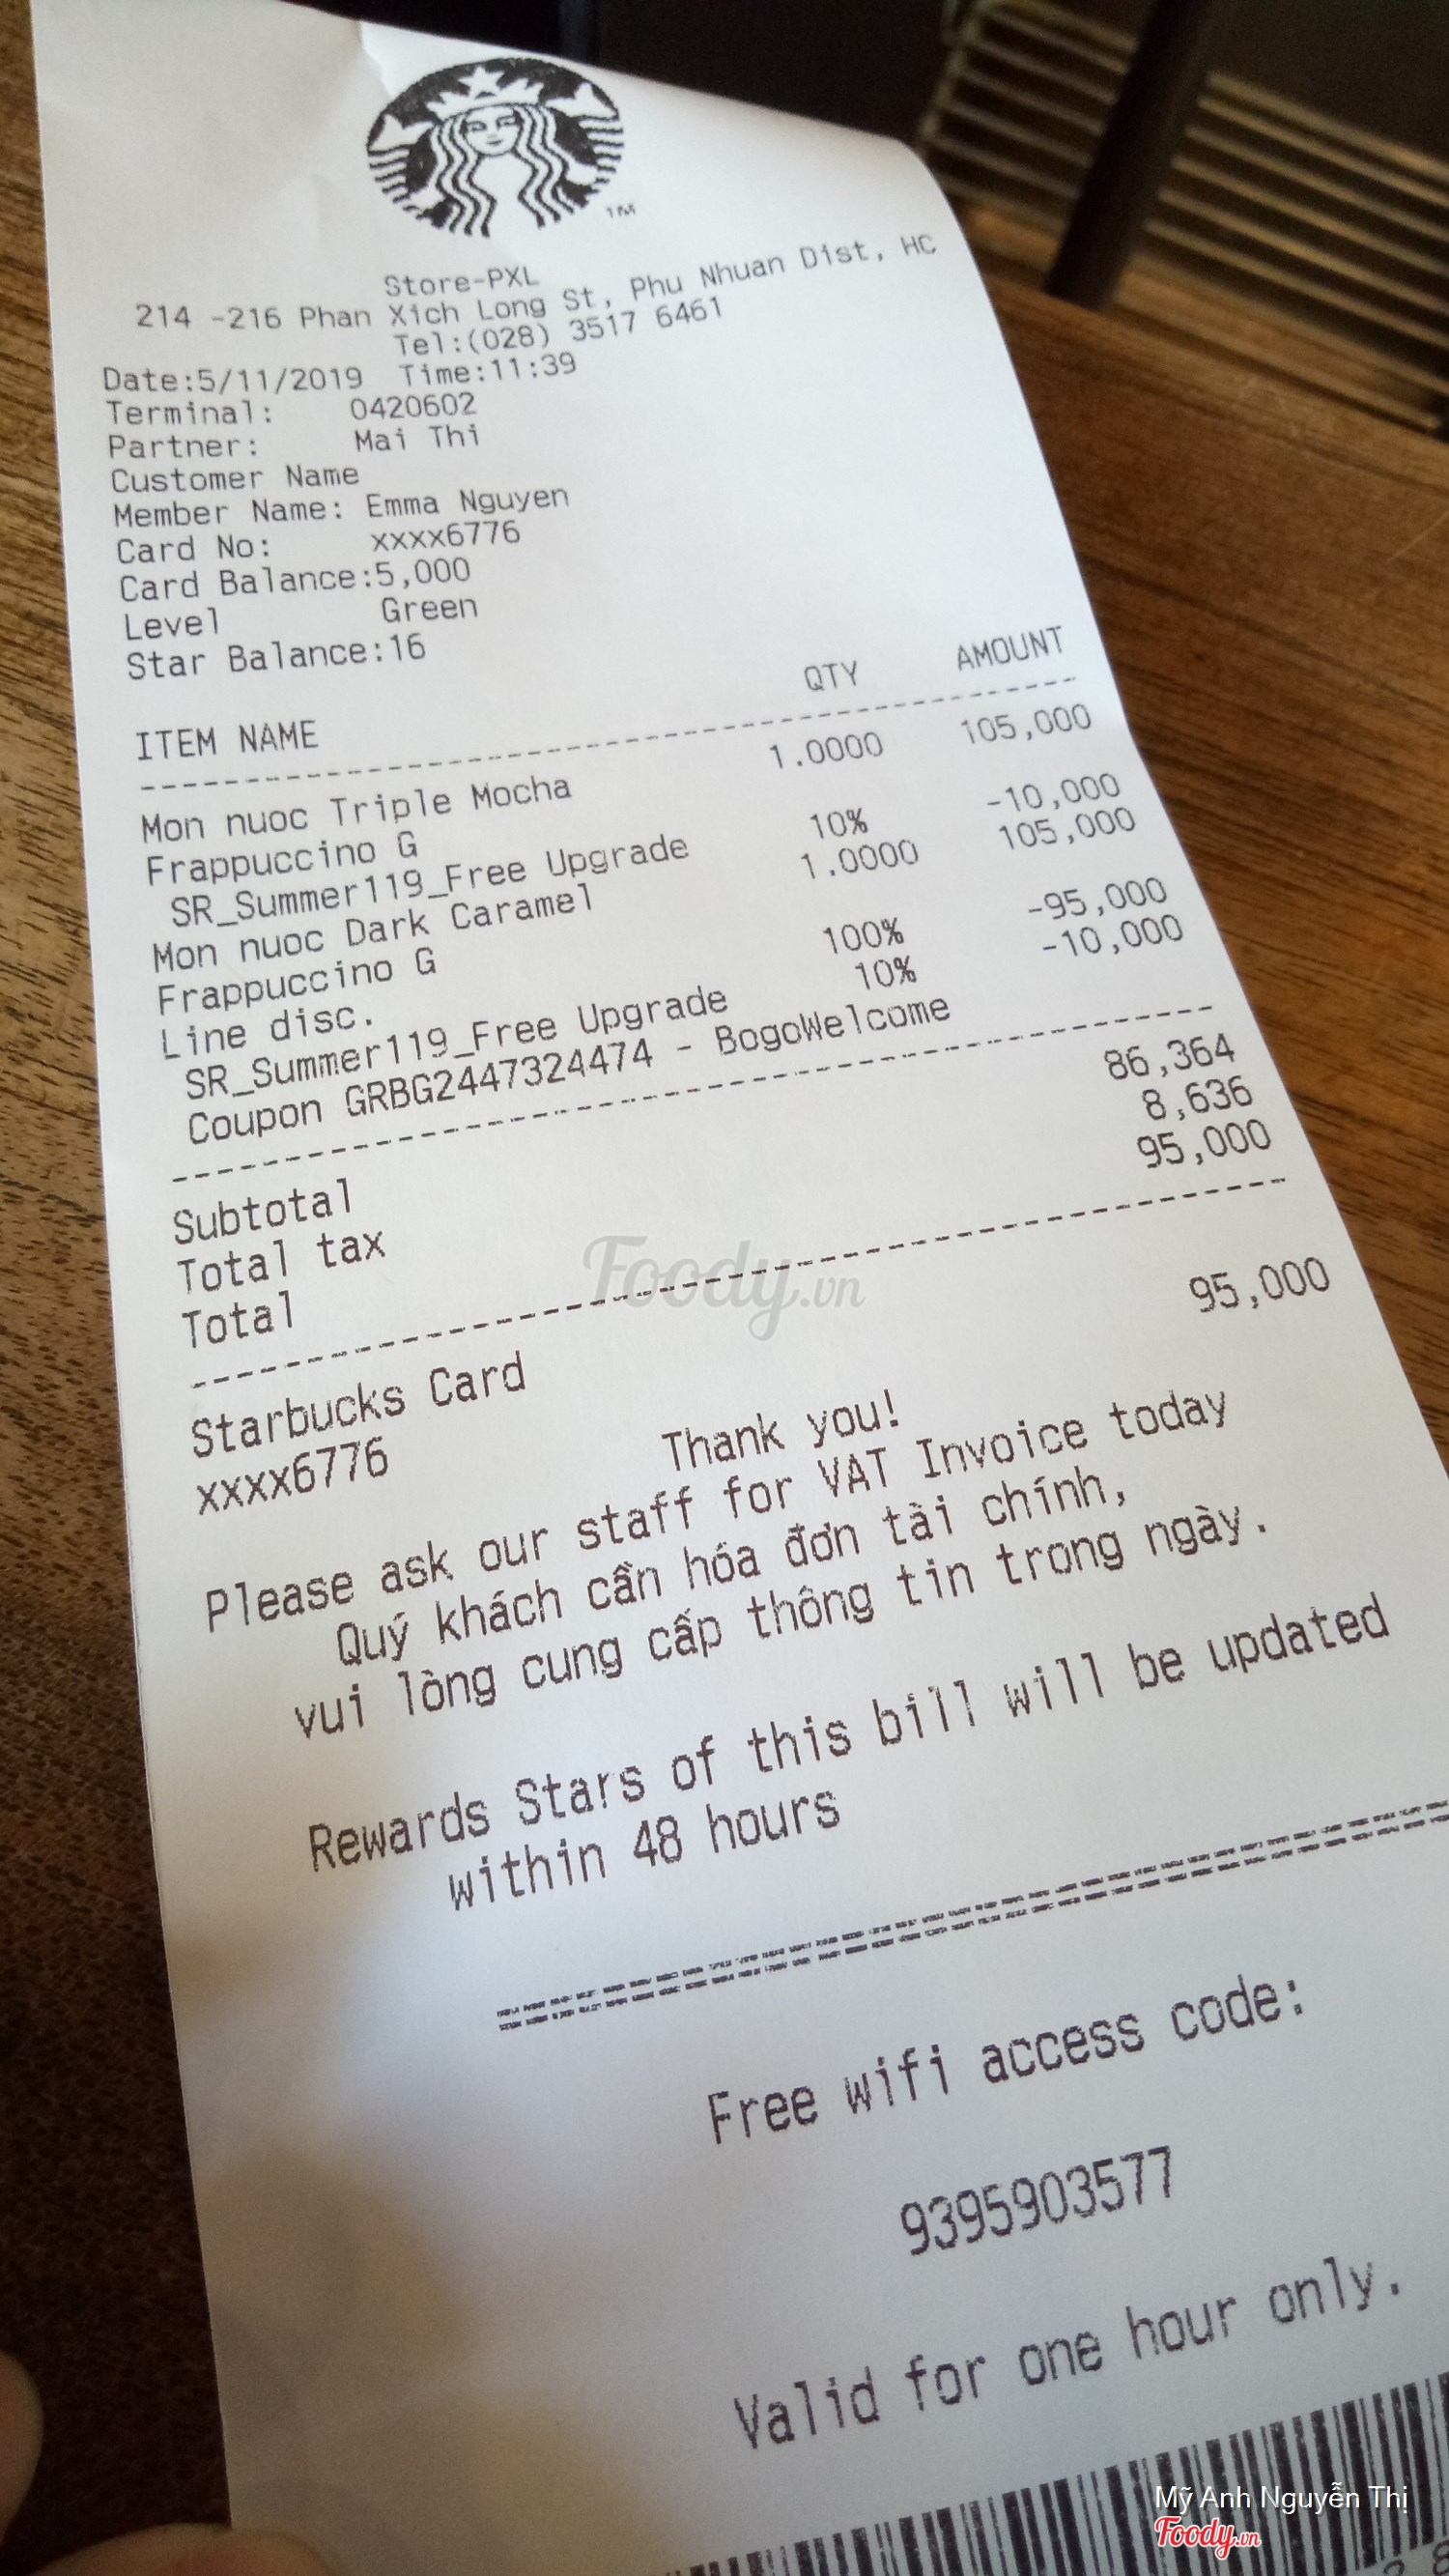 TM
Store-PXL
214 -216 Phan Xich Long St, Phu Nhuan Dist, HC
Tel:(028) 3517 6461
Date:5/11/2019 Time:11:39
Terminal: 0420602
Partner: Mai Thi
Customer Name
Member Name: Emma Nguyen
Card No: xxxx6776
Card Balance:5,000
Level Green
Star Balance:16
ITEM NAME QTY AMOUNT
Mon nuoc Triple Mocha 1.0000 105,000
Frappuccino G
SR_Summer119_Free Upgrade 10% -10,000
Mon nuoc Dark Caramel 1.0000 105,000
Frappuccino G
Line disc. 100% -95,000
SR_Summer119_Free Upgrade 10% -10,000
Coupon GRBG2447324474 - BogoWelcome
Subtotal 86,364
Total tax 8,636
Total 95,000
Starbucks Card 95,000
xxxx6776
Thank you!
Please ask our staff for VAT Invoice today
Quý khách cần hóa đơn tài chính,
vui lòng cung cấp thông tin trong ngày.
Rewards Stars of this bill will be updated
within 48 hours
Free wifi access code:
9395903577
Valid for one hour only.
Foody.vn
Mỹ Anh Nguyễn Thị
Foody.vn